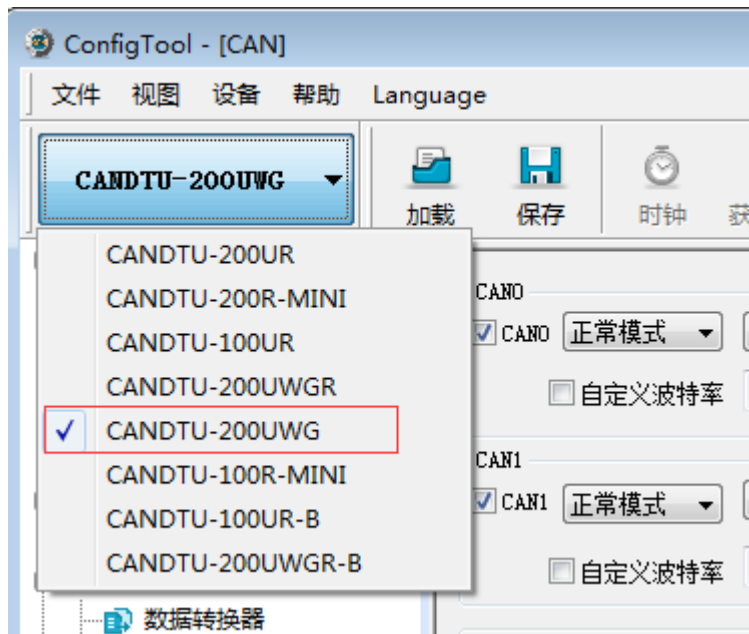 ConfigTool - [CAN]
文件 视图 设备 帮助 Language
CANDTU-200UWG
加载 保存 时钟
CANDTU-200UR
CANDTU-200R-MINI
CANDTU-100UR
CANDTU-200UWGR
CANDTU-200UWG
CANDTU-100R-MINI
CANDTU-100UR-B
CANDTU-200UWGR-B
数据转换器
CAN0
CAN0 正常模式
自定义波特率
CAN1
CAN1 正常模式
自定义波特率